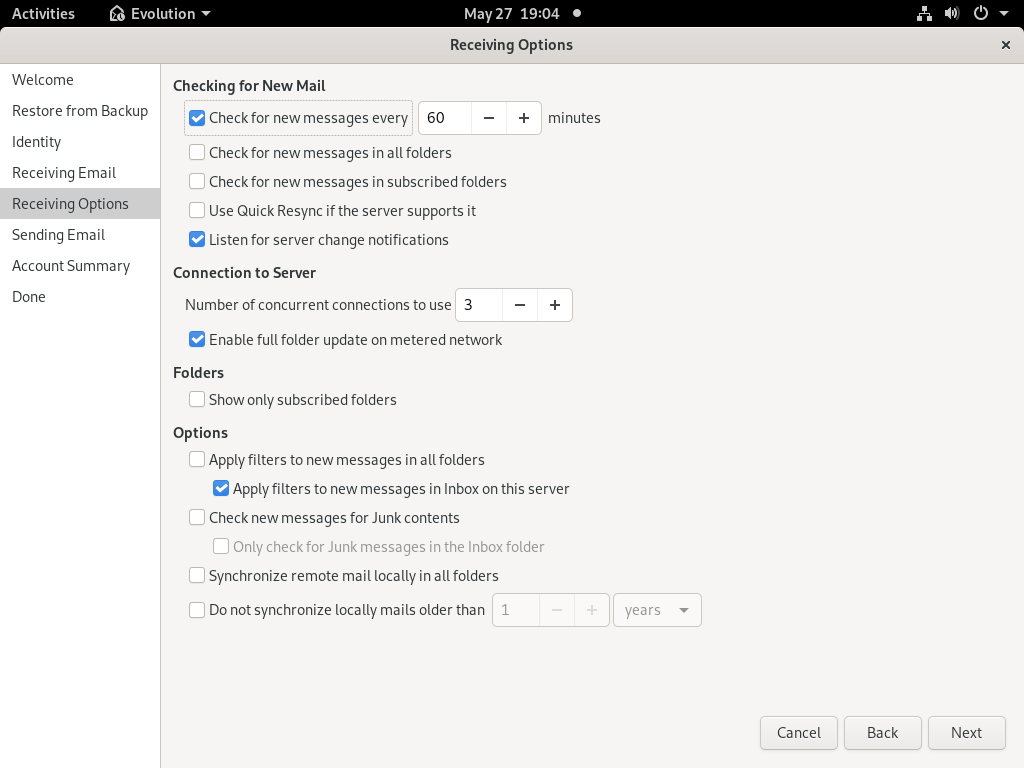 Activities Evolution May 27 19:04
Receiving Options
Welcome
Restore from Backup
Identity
Receiving Email
Receiving Options
Sending Email
Account Summary
Done
Checking for New Mail
Check for new messages every 60 minutes
Check for new messages in all folders
Check for new messages in subscribed folders
Use Quick Resync if the server supports it
Listen for server change notifications
Connection to Server
Number of concurrent connections to use 3
Enable full folder update on metered network
Folders
Show only subscribed folders
Options
Apply filters to new messages in all folders
Apply filters to new messages in Inbox on this server
Check new messages for Junk contents
Only check for Junk messages in the Inbox folder
Synchronize remote mail locally in all folders
Do not synchronize locally mails older than 1 years
Cancel Back Next